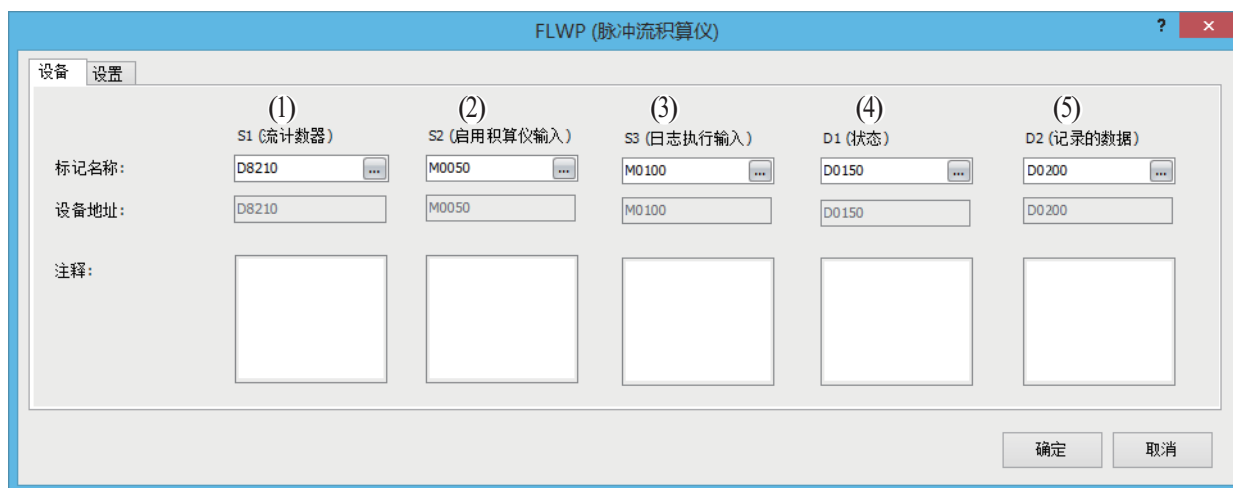 FLWP (脉冲流积算仪)
? ×
设备 设置
(1) (2) (3) (4) (5)
S1 (流计数器) S2 (启用积算仪输入) S3 (日志执行输入) D1 (状态) D2 (记录的数据)
标记名称: D8210 ... M0050 ... M0100 ... D0150 ... D0200 ...
设备地址: D8210 M0050 M0100 D0150 D0200
注释:
确定 取消